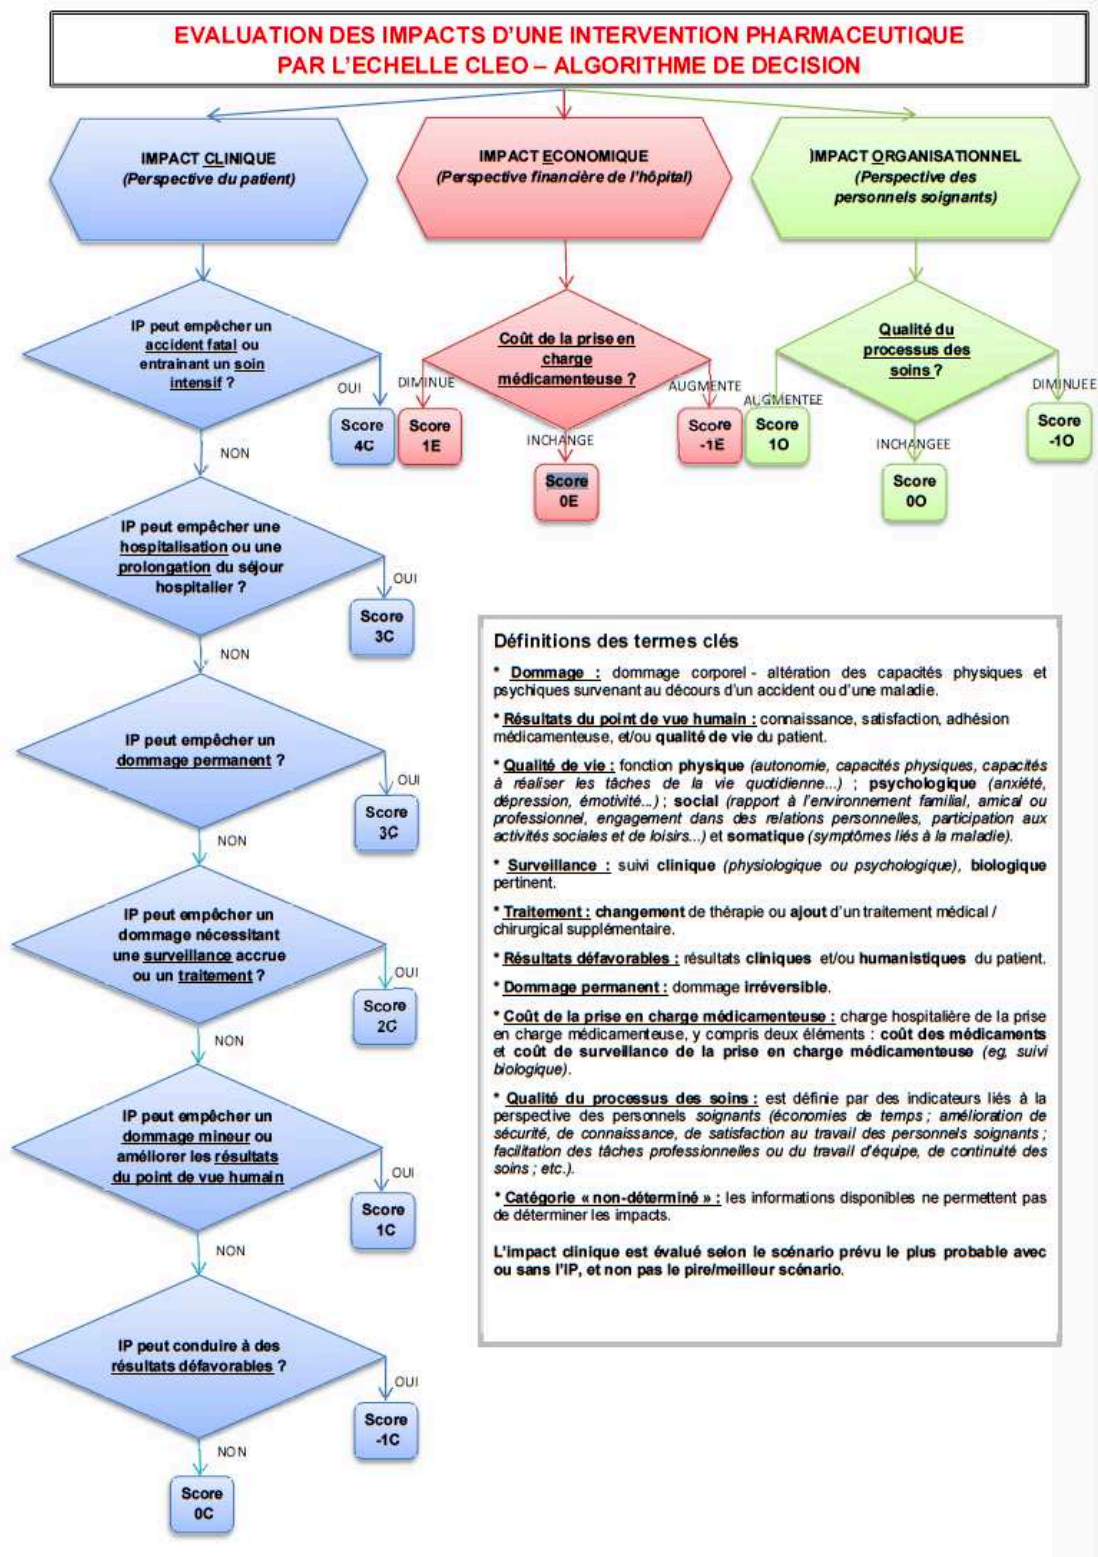 EVALUATION DES IMPACTS D'UNE INTERVENTION PHARMACEUTIQUE
PAR L'ECHELLE CLEO – ALGORITHME DE DECISION
IMPACT CLINIQUE
(Perspective du patient)
IMPACT ECONOMIQUE
(Perspective financière de l'hôpital)
IMPACT ORGANISATIONNEL
(Perspective des
personnels soignants)
IP peut empêcher un
accident fatal ou
entrainant un soin
intensif ?
OUI
Score
4C
NON
Coût de la prise en
charge
médicamenteuse ?
DIMINUE
Score
1E
INCHANGE
Score
0E
AUGMENTE
Score
-1E
Qualité du
processus des
soins ?
AUGMENTEE
Score
1O
INCHANGEE
Score
0O
DIMINUEE
Score
-1O
IP peut empêcher une
hospitalisation ou une
prolongation du séjour
hospitalier ?
OUI
Score
3C
NON
IP peut empêcher un
dommage permanent ?
OUI
Score
3C
NON
IP peut empêcher un
dommage nécessitant
une surveillance accrue
ou un traitement ?
OUI
Score
2C
NON
IP peut empêcher un
dommage mineur ou
améliorer les résultats
du point de vue humain
OUI
Score
1C
NON
IP peut conduire à des
résultats défavorables ?
OUI
Score
-1C
NON
Score
0C
Définitions des termes clés
* Dommage : dommage corporel - altération des capacités physiques et
psychiques survenant au décours d'un accident ou d'une maladie.
* Résultats du point de vue humain : connaissance, satisfaction, adhésion
médicamenteuse, et/ou qualité de vie du patient.
* Qualité de vie : fonction physique (autonomie, capacités physiques, capacités
à réaliser les tâches de la vie quotidienne...) ; psychologique (anxiété,
dépression, émotivité...) ; social (rapport à l'environnement familial, amical ou
professionnel, engagement dans des relations personnelles, participation aux
activités sociales et de loisirs...) et somatique (symptômes liés à la maladie).
* Surveillance : suivi clinique (physiologique ou psychologique), biologique
pertinent.
* Traitement : changement de thérapie ou ajout d'un traitement médical /
chirurgical supplémentaire.
* Résultats défavorables : résultats cliniques et/ou humanistiques du patient.
* Dommage permanent : dommage irréversible.
* Coût de la prise en charge médicamenteuse : charge hospitalière de la prise
en charge médicamenteuse, y compris deux éléments : coût des médicaments
et coût de surveillance de la prise en charge médicamenteuse (eg, suivi
biologique).
* Qualité du processus des soins : est définie par des indicateurs liés à la
perspective des personnels soignants (économies de temps ; amélioration de
sécurité, de connaissance, de satisfaction au travail des personnels soignants ;
facilitation des tâches professionnelles ou du travail d'équipe, de continuité des
soins ; etc.).
* Catégorie « non-déterminé » : les informations disponibles ne permettent pas
de déterminer les impacts.
L'impact clinique est évalué selon le scénario prévu le plus probable avec
ou sans l'IP, et non pas le pire/meilleur scénario.